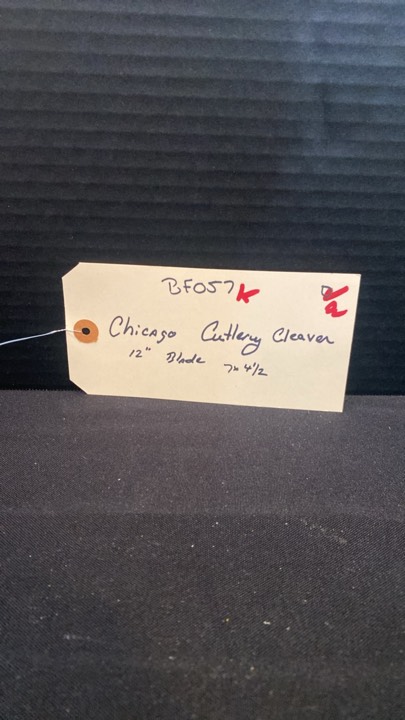 BF057K
Chicago Cutlery Cleaver
12" Blade 7x4 1/2